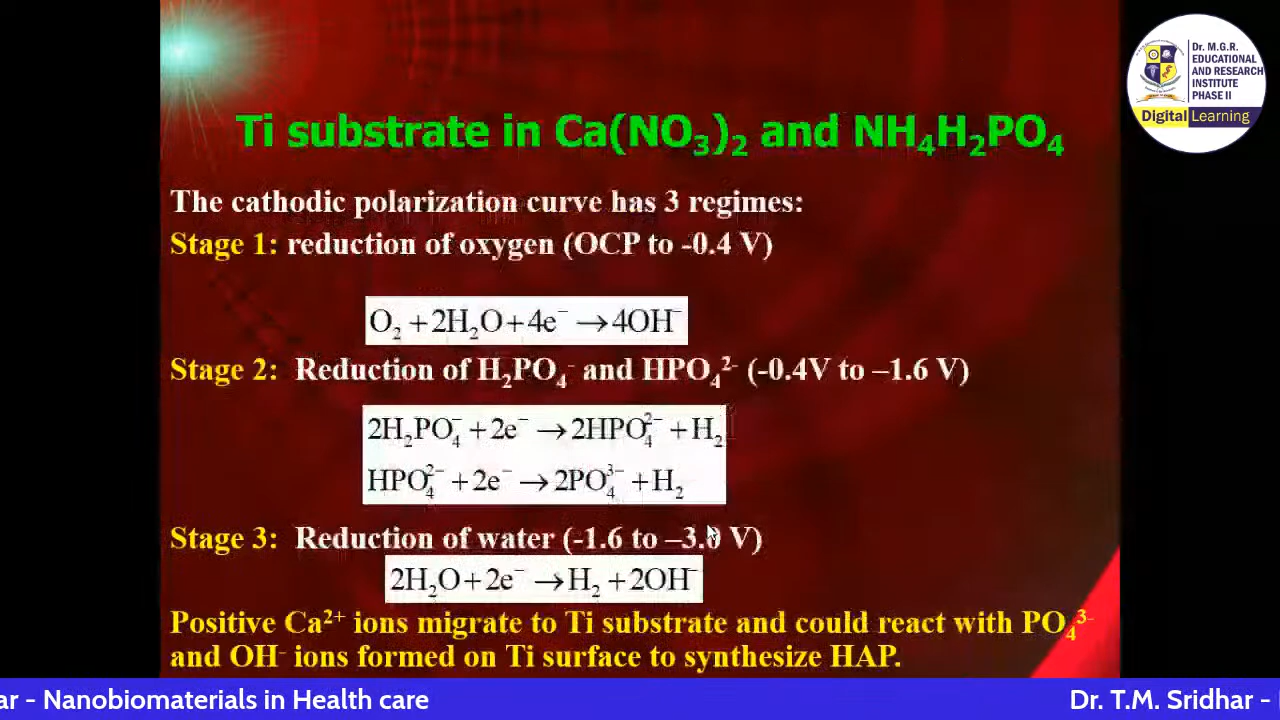 Dr. M.G.R.
EDUCATIONAL
AND RESEARCH
INSTITUTE
PHASE II
Digital Learning
Ti substrate in Ca(NO₃)₂ and NH₄H₂PO₄
The cathodic polarization curve has 3 regimes:
Stage 1: reduction of oxygen (OCP to -0.4 V)
O₂ + 2H₂O + 4e⁻ → 4OH⁻
Stage 2: Reduction of H₂PO₄⁻ and HPO₄²⁻ (-0.4V to –1.6 V)
2H₂PO₄⁻ + 2e⁻ → 2HPO₄²⁻ + H₂
HPO₄²⁻ + 2e⁻ → 2PO₄³⁻ + H₂
Stage 3: Reduction of water (-1.6 to –3.0 V)
2H₂O + 2e⁻ → H₂ + 2OH⁻
Positive Ca²⁺ ions migrate to Ti substrate and could react with PO₄³⁻
and OH⁻ ions formed on Ti surface to synthesize HAP.
ar - Nanobiomaterials in Health care Dr. T.M. Sridhar -